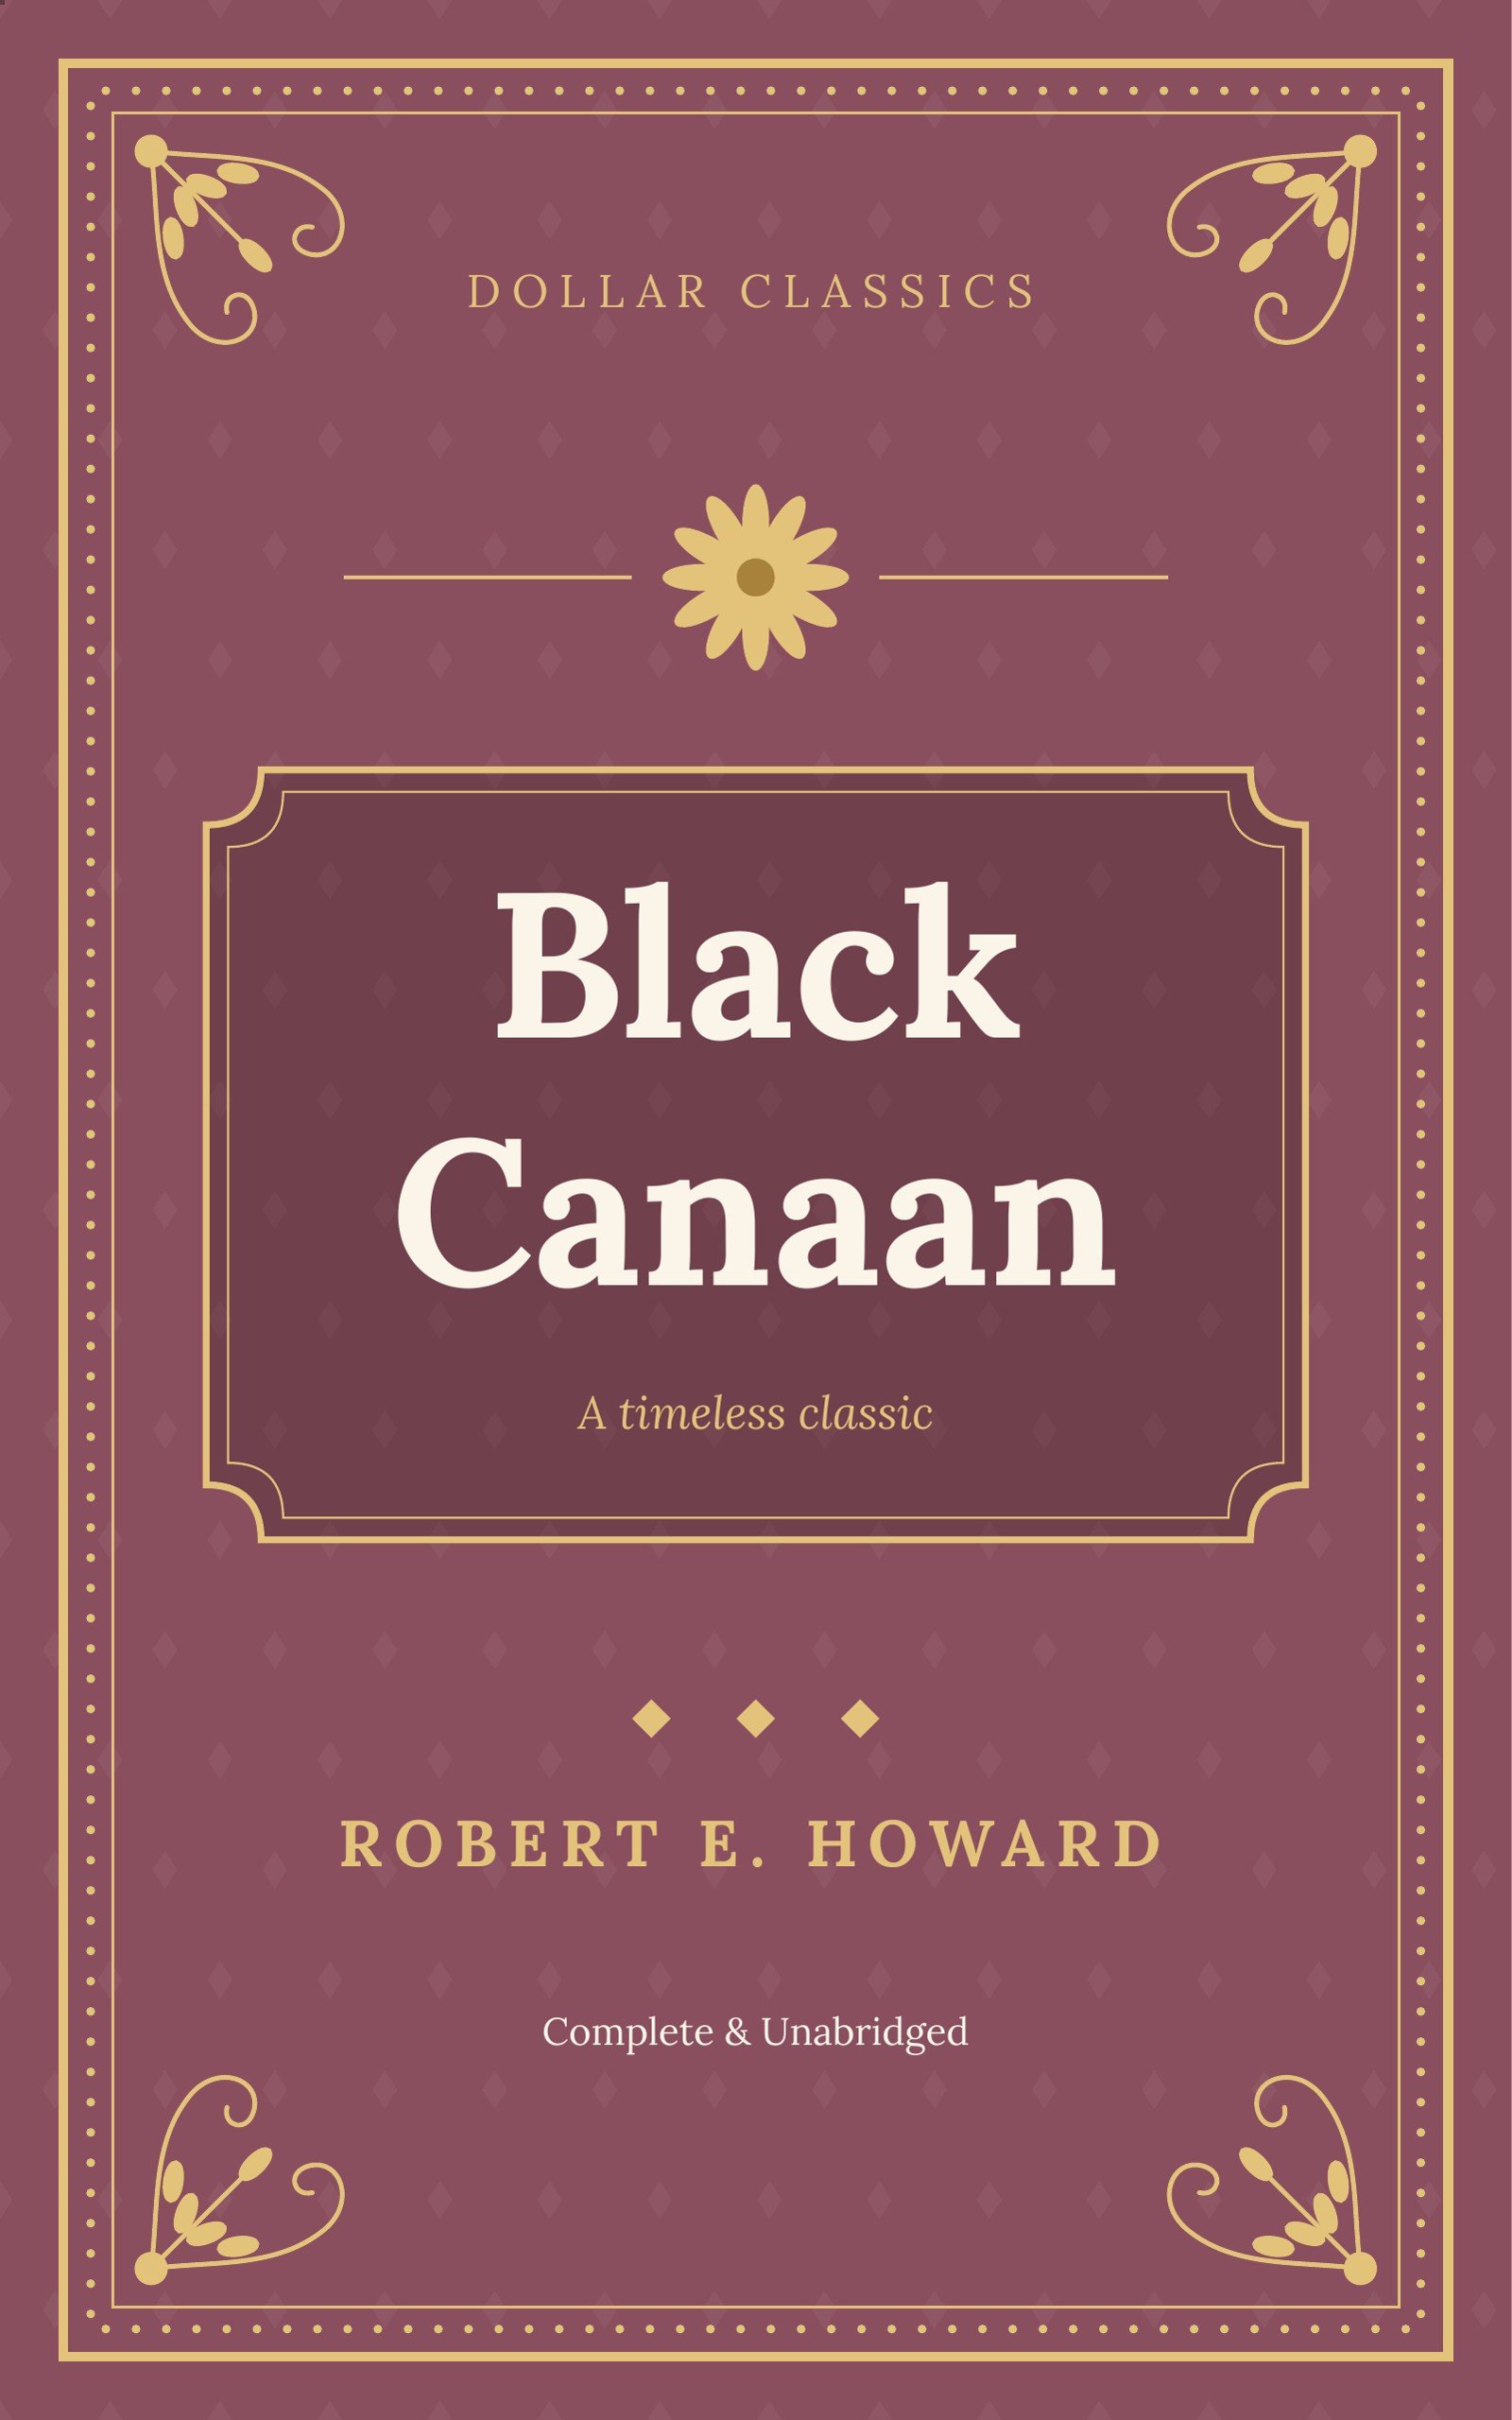 DOLLAR CLASSICS
Black
Canaan
A timeless classic
ROBERT E. HOWARD
Complete & Unabridged